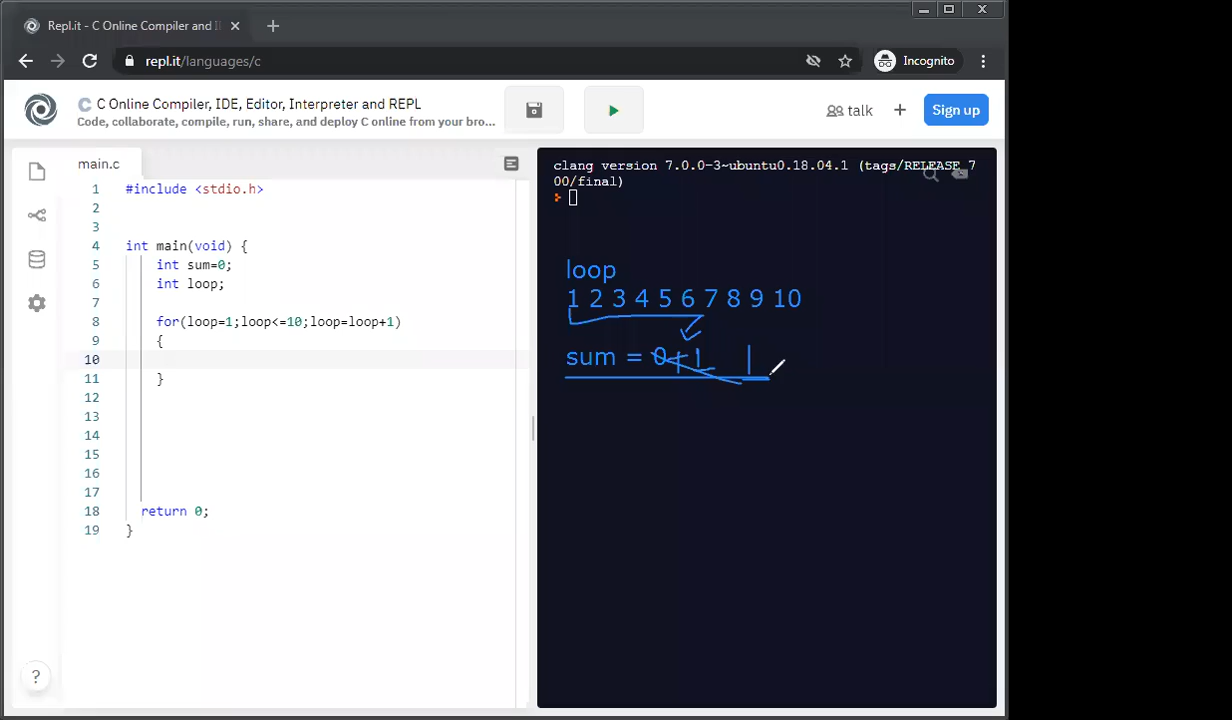 Repl.it - C Online Compiler and I
repl.it/languages/c
Incognito
C Online Compiler, IDE, Editor, Interpreter and REPL
Code, collaborate, compile, run, share, and deploy C online from your bro...
talk
Sign up
main.c
1 #include <stdio.h>
2
3
4 int main(void) {
5 int sum=0;
6 int loop;
7
8 for(loop=1;loop<=10;loop=loop+1)
9 {
10
11 }
12
13
14
15
16
17
18 return 0;
19 }
?
clang version 7.0.0-3~ubuntu0.18.04.1 (tags/RELEASE_7
00/final)
loop
1 2 3 4 5 6 7 8 9 10
sum = 0+1 1